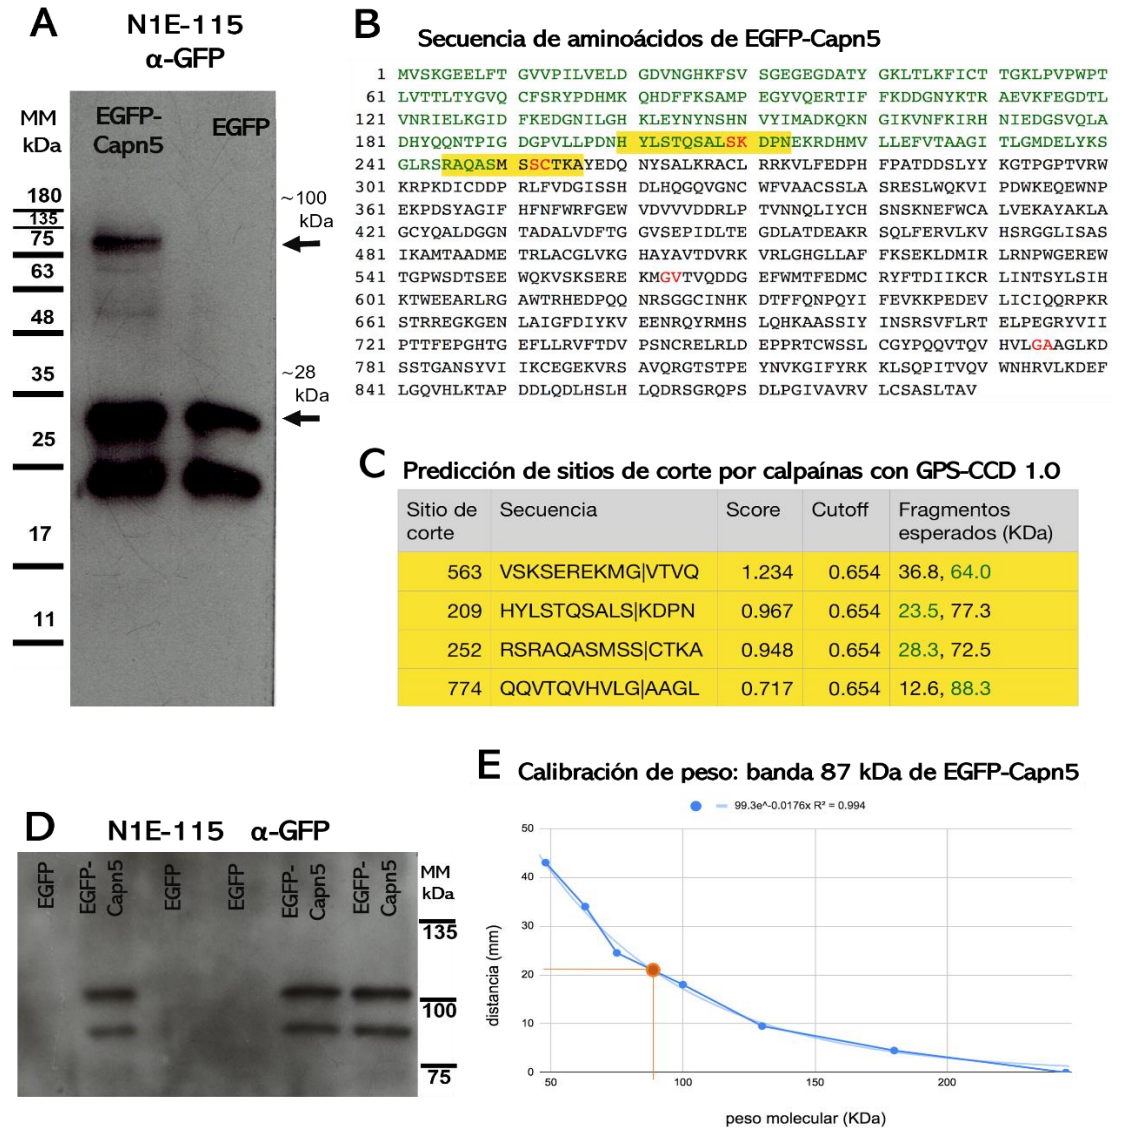 A
N1E-115
α-GFP
MM
kDa
EGFP-
Capn5
EGFP
180
135
75
63
48
35
25
17
11
~100
kDa
~28
kDa
B
Secuencia de aminoácidos de EGFP-Capn5
1 MVSKGEELFT GVVPILVELD GDVNGHKFSV SGEGEGDATY GKLTLKFICT TGKLPVPWPT
61 LVTTLTYGVQ CFSRYPDHMK QHDFFKSAMP EGYVQERTIF FKDDGNYKTR AEVKFEGDTL
121 VNRIELKGID FKEDGNILGH KLEYNYNSHN VYIMADKQKN GIKVNFKIRH NIEDGSVQLA
181 DHYQQNTPIG DGPVLLPDNH YLSTQSALSK DPNEKRDHMV LLEFVTAAGI TLGMDELYKS
241 GLRSRAQASM SSCTKAYEDQ NYSALKRACL RRKVLFEDPH FPATDDSLYY KGTPGPTVRW
301 KRPKDICDDP RLFVDGISSH DLHQGQVGNC WFVAACSSLA SRESLWQKVI PDWKEQEWNP
361 EKPDSYAGIF HFNFWRFGEW VDVVVDDRLP TVNNQLIYCH SNSKNEFWCA LVEKAYAKLA
421 GCYQALDGGN TADALVDFTG GVSEPIDLTE GDLATDEAKR SQLFERVLKV HSRGGLISAS
481 IKAMTAADME TRLACGLVKG HAYAVTDVRK VRLGHGLLAF FKSEKLDMIR LRNPWGEREW
541 TGPWSDTSEE WQKVSKSERE KMGVTVQDDG EFWMTFEDMC RYFTDIIKCR LINTSYLSIH
601 KTWEEARLRG AWTRHEDPQQ NRSGGCINHK DTFFQNPQYI FEVKKPEDEV LICIQQRPKR
661 STRREGKGEN LAIGFDIYKV EENRQYRMHS LQHKAASSIY INSRSVFLRT ELPEGRYVII
721 PTTFEPGHTG EFLLRVFTDV PSNCRELRLD EPPRTCWSSL CGYPQQVTQV HVLGAAGLKD
781 SSTGANSYVI IKCEGEKVRS AVQRGTSTPE YNVKGIFYRK KLSQPITVQV WNHRVLKDEF
841 LGQVHLKTAP DDLQDLHSLH LQDRSGRQPS DLPGIVAVRV LCSASLTAV
C
Predicción de sitios de corte por calpaínas con GPS-CCD 1.0
Sitio de corte Secuencia Score Cutoff Fragmentos esperados (KDa)
563 VSKSEREKMG|VTVQ 1.234 0.654 36.8, 64.0
209 HYLSTQSALS|KDPN 0.967 0.654 23.5, 77.3
252 RSRAQASMSS|CTKA 0.948 0.654 28.3, 72.5
774 QQVTQVHVLG|AAGL 0.717 0.654 12.6, 88.3
D
N1E-115 α-GFP
EGFP
EGFP-
Capn5
EGFP
EGFP
EGFP-
Capn5
EGFP-
Capn5
MM
kDa
135
100
75
E
Calibración de peso: banda 87 kDa de EGFP-Capn5
99.3e^-0.0176x R² = 0.994
distancia (mm)
50
40
30
20
10
0
50 100 150 200
peso molecular (KDa)